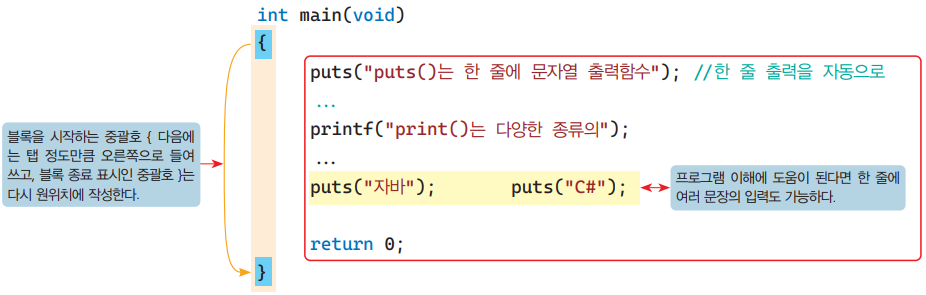 int main(void)
{
puts("puts()는 한 줄에 문자열 출력함수"); //한 줄 출력을 자동으로
...
printf("print()는 다양한 종류의");
...
puts("자바"); puts("C#");
return 0;
}
블록을 시작하는 중괄호 { 다음에
는 탭 정도만큼 오른쪽으로 들여
쓰고, 블록 종료 표시인 중괄호 }는
다시 원위치에 작성한다.
프로그램 이해에 도움이 된다면 한 줄에
여러 문장의 입력도 가능하다.